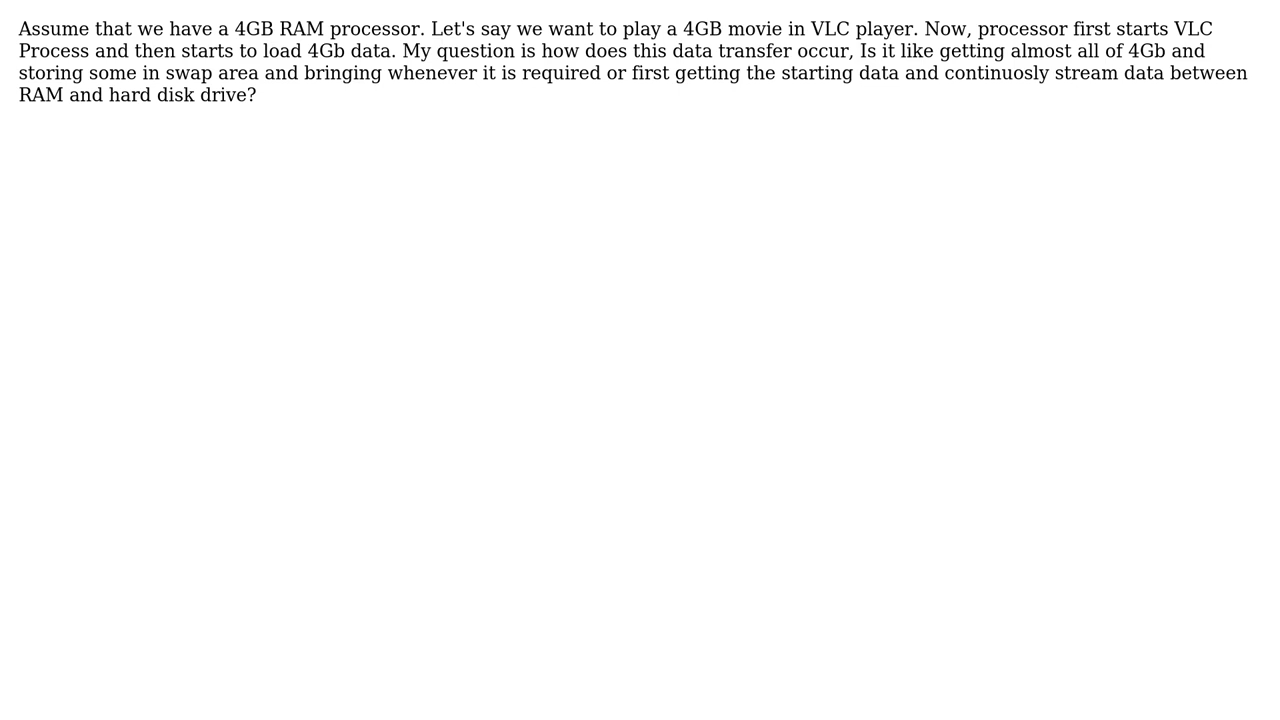 Assume that we have a 4GB RAM processor. Let's say we want to play a 4GB movie in VLC player. Now, processor first starts VLC
Process and then starts to load 4Gb data. My question is how does this data transfer occur, Is it like getting almost all of 4Gb and
storing some in swap area and bringing whenever it is required or first getting the starting data and continuosly stream data between
RAM and hard disk drive?